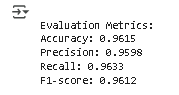 Evaluation Metrics:
Accuracy: 0.9615
Precision: 0.9598
Recall: 0.9633
F1-score: 0.9612